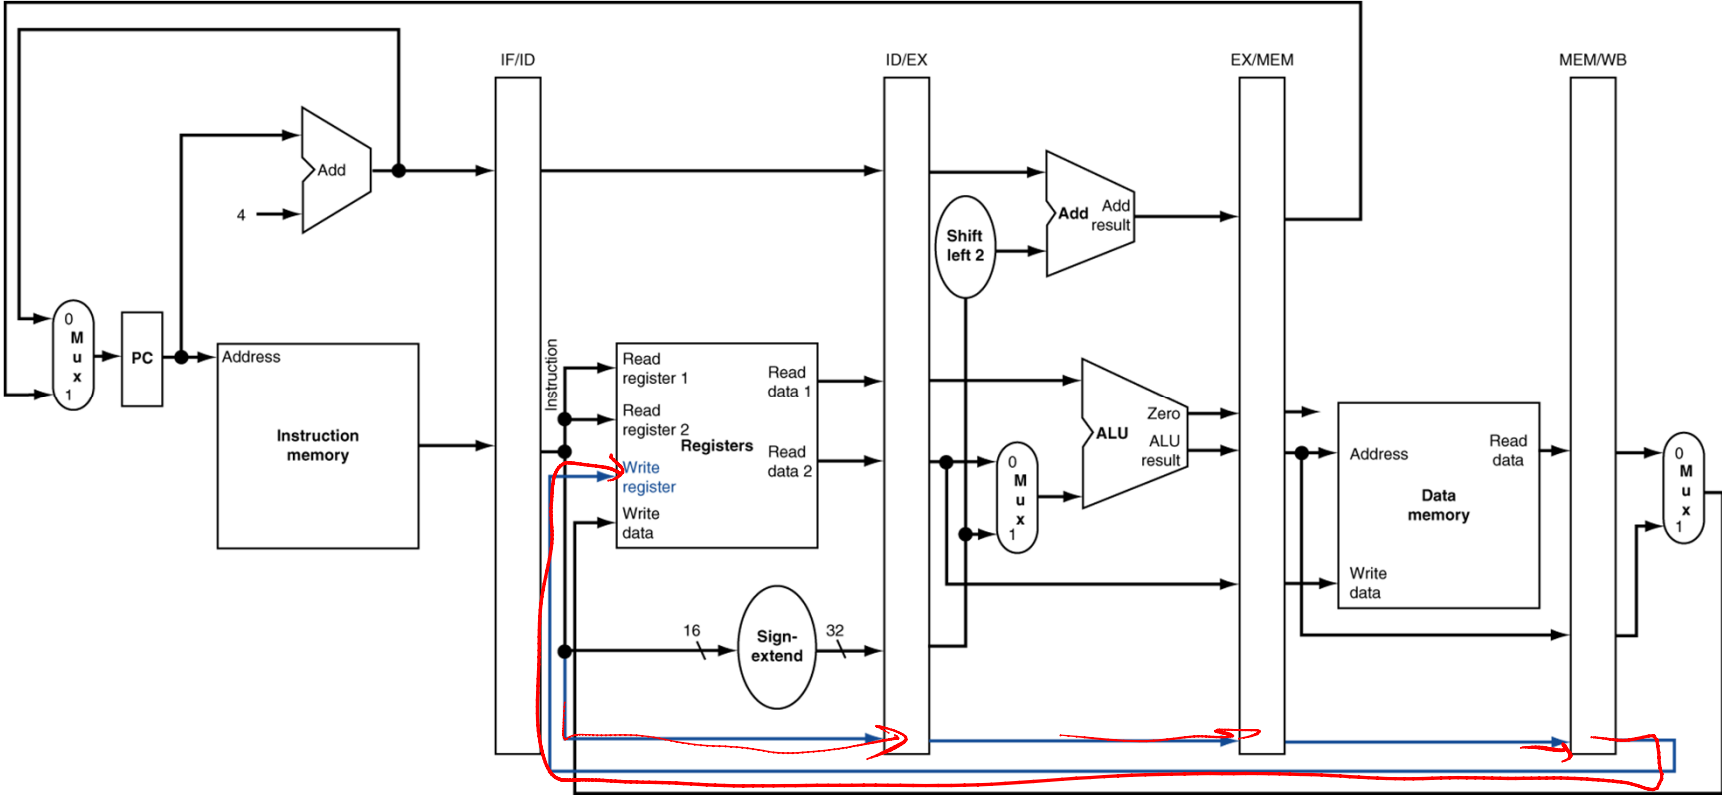 IF/ID
ID/EX
EX/MEM
MEM/WB
Add
4
Add
Add
result
Shift
left 2
0
M
u
x
1
PC
Address
Instruction
memory
Instruction
Read
register 1
Read
register 2
Write
register
Write
data
Registers
Read
data 1
Read
data 2
16
Sign-
extend
32
0
M
u
x
1
Zero
ALU
ALU
result
Address
Read
data
Data
memory
Write
data
0
M
u
x
1